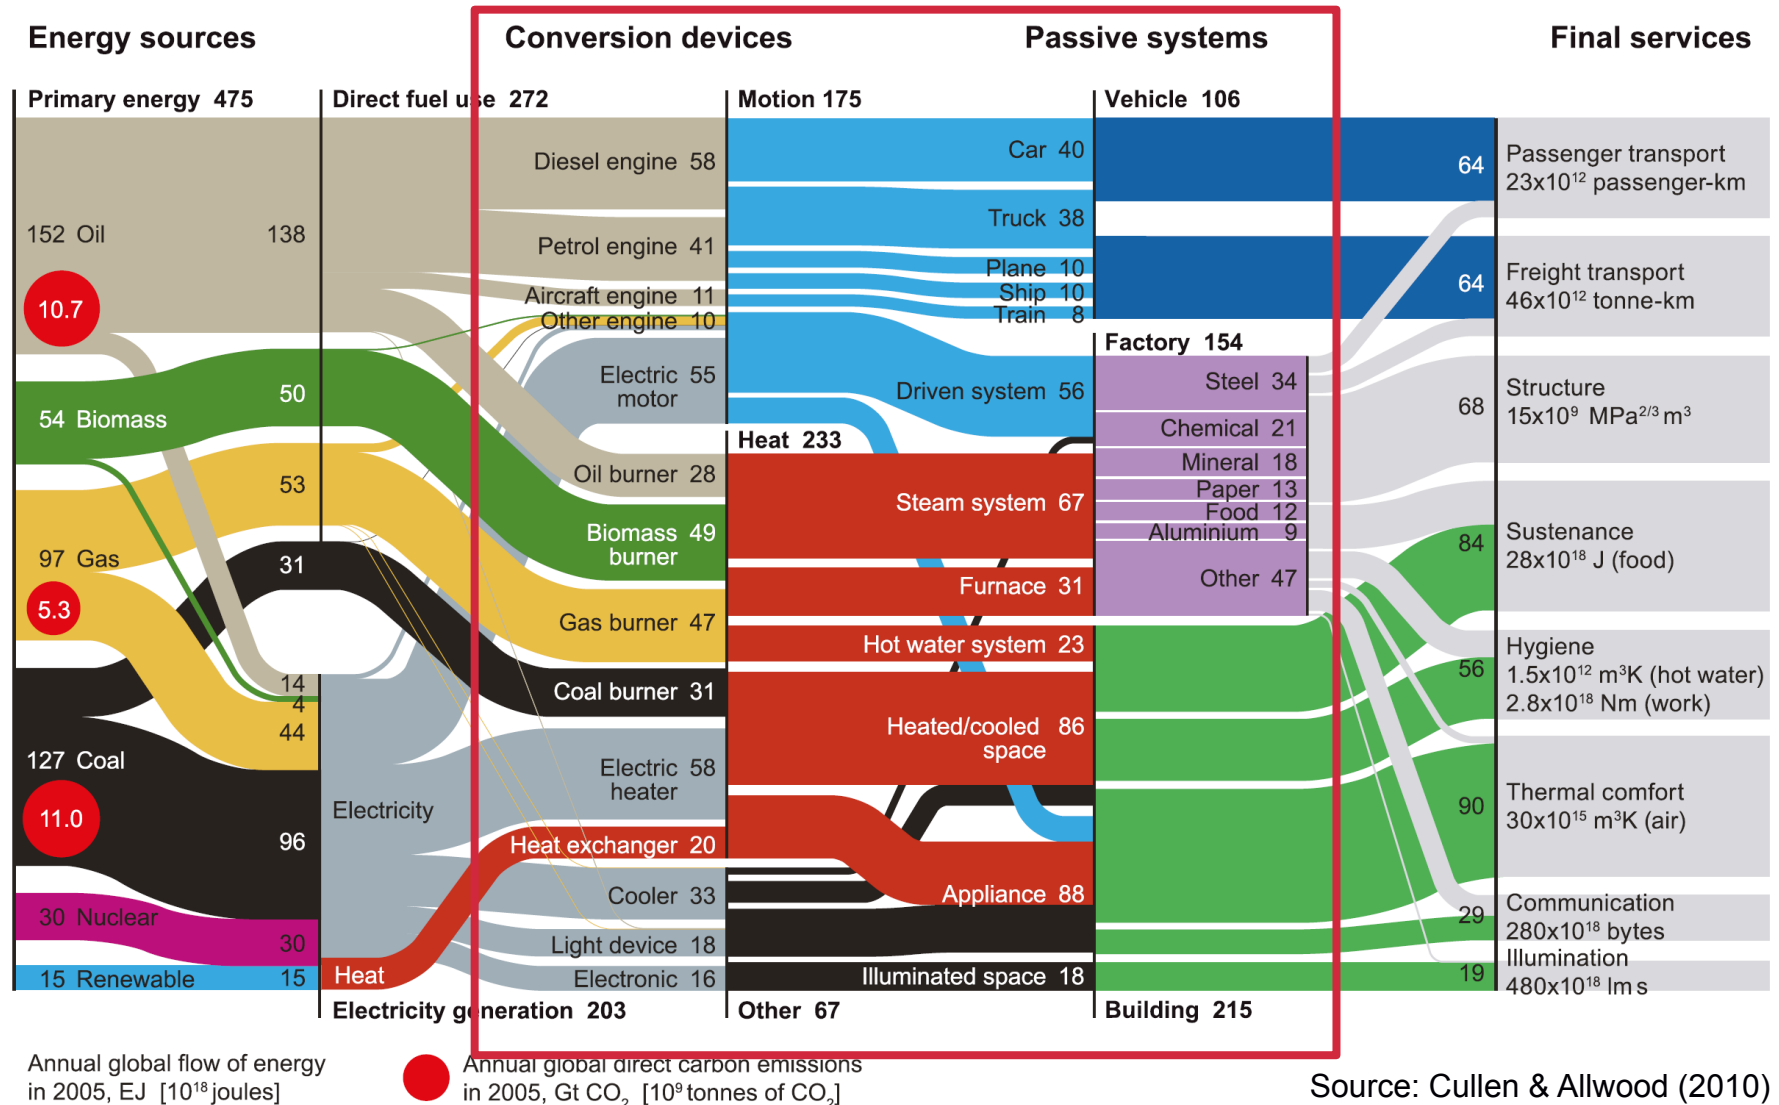 Energy sources
Conversion devices
Passive systems
Final services
Primary energy 475
Direct fuel use 272
Motion 175
Vehicle 106
152 Oil
10.7
54 Biomass
97 Gas
5.3
127 Coal
11.0
30 Nuclear
15 Renewable
138
50
53
31
14
4
44
96
30
15
Electricity
Heat
Electricity generation 203
Diesel engine 58
Petrol engine 41
Aircraft engine 11
Other engine 10
Electric 55
motor
Oil burner 28
Biomass 49
burner
Gas burner 47
Coal burner 31
Electric 58
heater
Heat exchanger 20
Cooler 33
Light device 18
Electronic 16
Car 40
Truck 38
Plane 10
Ship 10
Train 8
Driven system 56
Heat 233
Steam system 67
Furnace 31
Hot water system 23
Heated/cooled 86
space
Appliance 88
Illuminated space 18
Other 67
Factory 154
Steel 34
Chemical 21
Mineral 18
Paper 13
Food 12
Aluminium 9
Other 47
Building 215
64 Passenger transport
23x10¹² passenger-km
64 Freight transport
46x10¹² tonne-km
68 Structure
15x10⁹ MPa²ᐟ³ m³
84 Sustenance
28x10¹⁸ J (food)
56 Hygiene
1.5x10¹² m³K (hot water)
2.8x10¹⁸ Nm (work)
90 Thermal comfort
30x10¹⁵ m³K (air)
29 Communication
280x10¹⁸ bytes
19 Illumination
480x10¹⁸ lm s
Annual global flow of energy
in 2005, EJ [10¹⁸ joules]
Annual global direct carbon emissions
in 2005, Gt CO₂ [10⁹ tonnes of CO₂]
Source: Cullen & Allwood (2010)